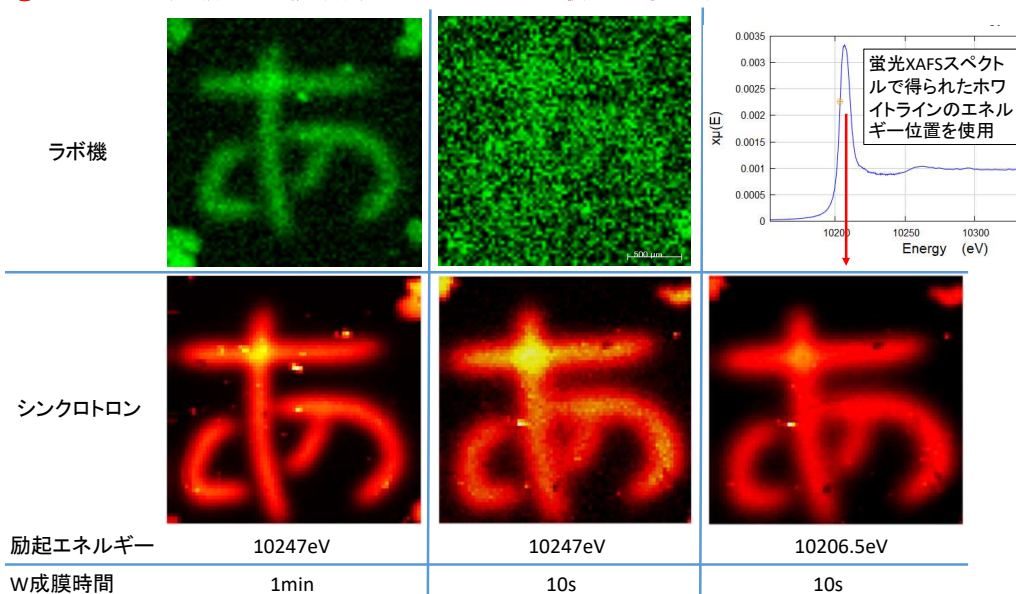 ラボ機
500 µm
0.0035
0.003
0.0025
0.002
0.0015
0.001
0.0005
0
xμ(E)
10200
10250
10300
Energy (eV)
蛍光XAFSスペクト
ルで得られたホワ
イトラインのエネル
ギー位置を使用
シンクロトロン
あ
あ
あ
あ
励起エネルギー
10247eV
10247eV
10206.5eV
W成膜時間
1min
10s
10s